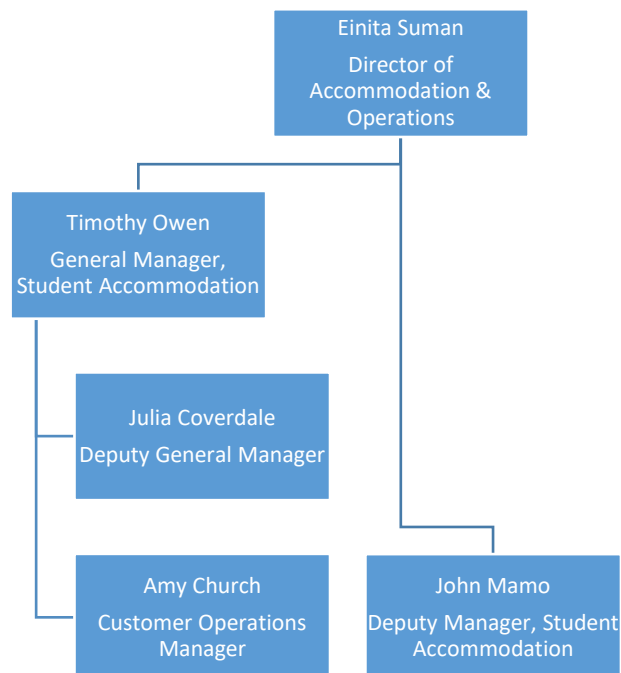 Einita Suman
Director of
Accommodation &
Operations
Timothy Owen
General Manager,
Student Accommodation
Julia Coverdale
Deputy General Manager
Amy Church
Customer Operations
Manager
John Mamo
Deputy Manager, Student
Accommodation